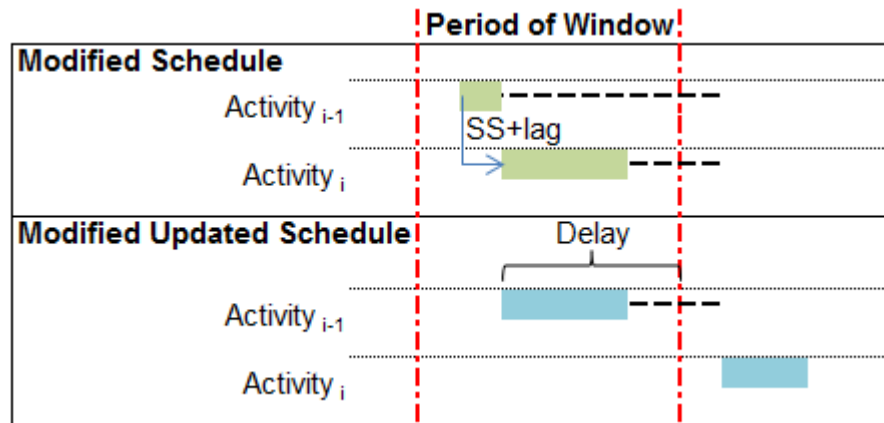 Period of Window
Modified Schedule
Activity i-1
SS+lag
Activity i
Modified Updated Schedule
Delay
Activity i-1
Activity i